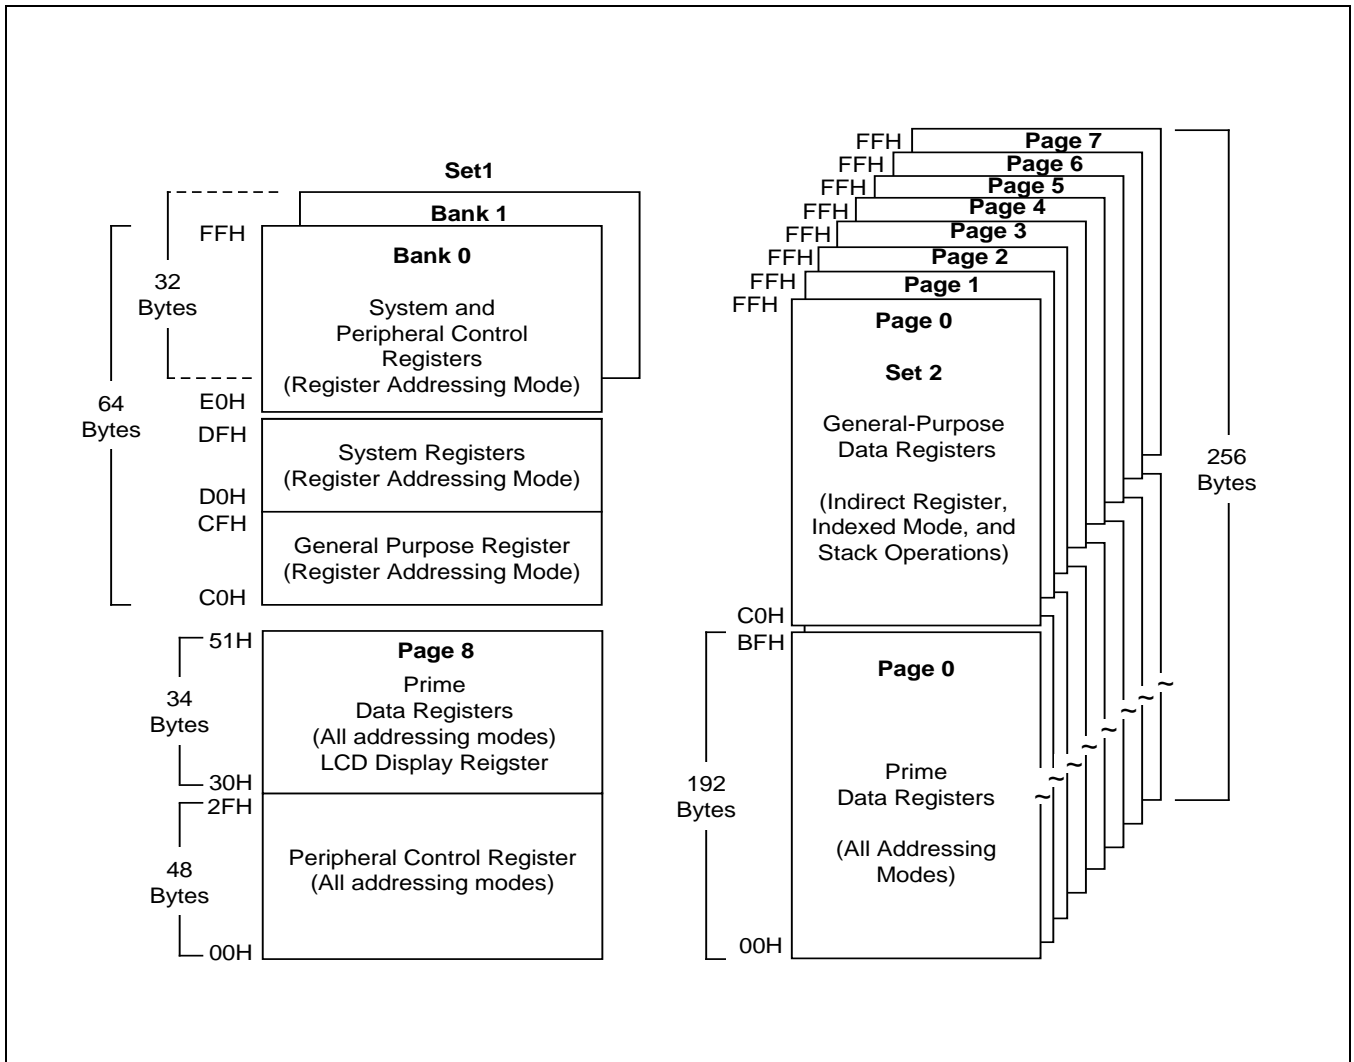 Set1
Bank 1
FFH
Bank 0
32
Bytes
System and
Peripheral Control
Registers
(Register Addressing Mode)
64
Bytes
E0H
DFH
System Registers
(Register Addressing Mode)
D0H
CFH
General Purpose Register
(Register Addressing Mode)
C0H
51H
Page 8
34
Bytes
Prime
Data Registers
(All addressing modes)
LCD Display Reigster
30H
2FH
48
Bytes
Peripheral Control Register
(All addressing modes)
00H
FFH
Page 7
FFH
Page 6
FFH
Page 5
FFH
Page 4
FFH
Page 3
FFH
Page 2
FFH
Page 1
FFH
Page 0
Set 2
General-Purpose
Data Registers
(Indirect Register,
Indexed Mode, and
Stack Operations)
256
Bytes
C0H
BFH
Page 0
192
Bytes
Prime
Data Registers
(All Addressing
Modes)
00H
~
~
~
~
~
~
~
~